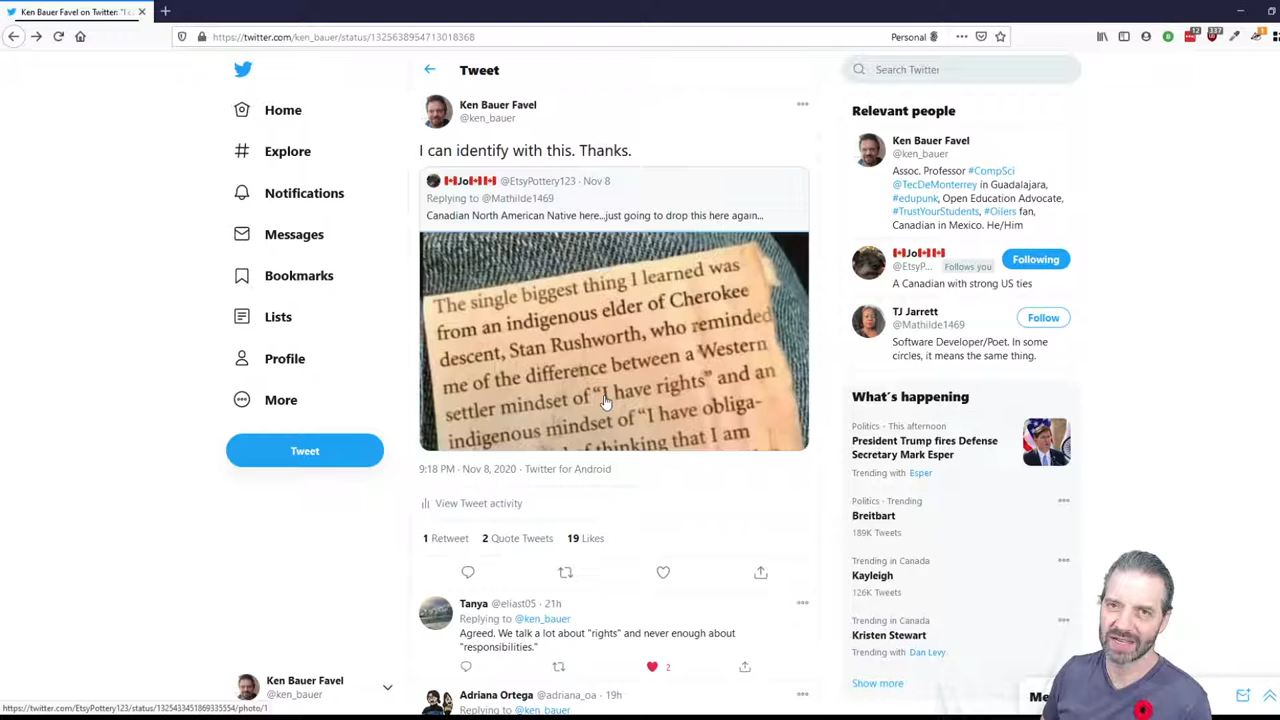 Ken Bauer Favel on Twitter: "I c
https://twitter.com/ken_bauer/status/1325638954713018368
Personal
12
337
1
Home
Explore
Notifications
Messages
Bookmarks
Lists
Profile
More
Tweet
Ken Bauer Favel
@ken_bauer
Tweet
Ken Bauer Favel
@ken_bauer
I can identify with this. Thanks.
🇨🇦Jo🇨🇦🇨🇦 @EtsyPottery123 · Nov 8
Replying to @Mathilde1469
Canadian North American Native here...just going to drop this here again...
The single biggest thing I learned was
from an indigenous elder of Cherokee
descent, Stan Rushworth, who reminded
me of the difference between a Western
settler mindset of "I have rights" and an
indigenous mindset of "I have obliga-
of thinking that I am
9:18 PM · Nov 8, 2020 · Twitter for Android
View Tweet activity
1 Retweet 2 Quote Tweets 19 Likes
Tanya @eliast05 · 21h
Replying to @ken_bauer
Agreed. We talk a lot about "rights" and never enough about
"responsibilities."
2
Adriana Ortega @adriana_oa · 19h
Replying to @ken_bauer
Search Twitter
Relevant people
Ken Bauer Favel
@ken_bauer
Assoc. Professor #CompSci
@TecDeMonterrey in Guadalajara,
#edupunk, Open Education Advocate,
#TrustYourStudents, #Oilers fan,
Canadian in Mexico. He/Him
🇨🇦Jo🇨🇦🇨🇦
@EtsyP... Follows you
Following
A Canadian with strong US ties
TJ Jarrett
@Mathilde1469
Follow
Software Developer/Poet. In some
circles, it means the same thing.
What's happening
Politics · This afternoon
President Trump fires Defense
Secretary Mark Esper
Trending with Esper
Politics · Trending
Breitbart
189K Tweets
Trending in Canada
Kayleigh
126K Tweets
Trending in Canada
Kristen Stewart
Trending with Dan Levy
Show more
Me
https://twitter.com/EtsyPottery123/status/1325433451869335554/photo/1